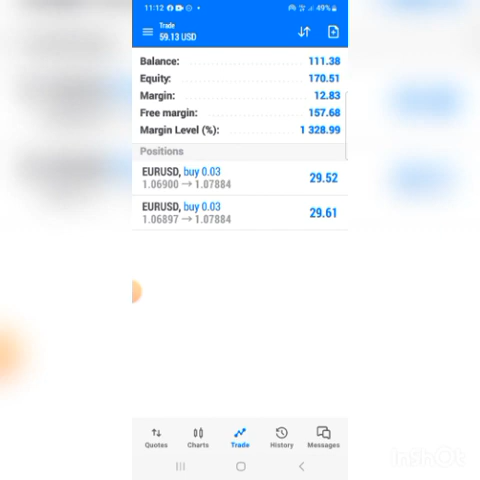 11:12
49%
Trade
59.13 USD
Balance: 111.38
Equity: 170.51
Margin: 12.83
Free margin: 157.68
Margin Level (%): 1 328.99
Positions
EURUSD, buy 0.03
1.06900 → 1.07884
29.52
EURUSD, buy 0.03
1.06897 → 1.07884
29.61
Quotes
Charts
Trade
History
Messages
InShOt